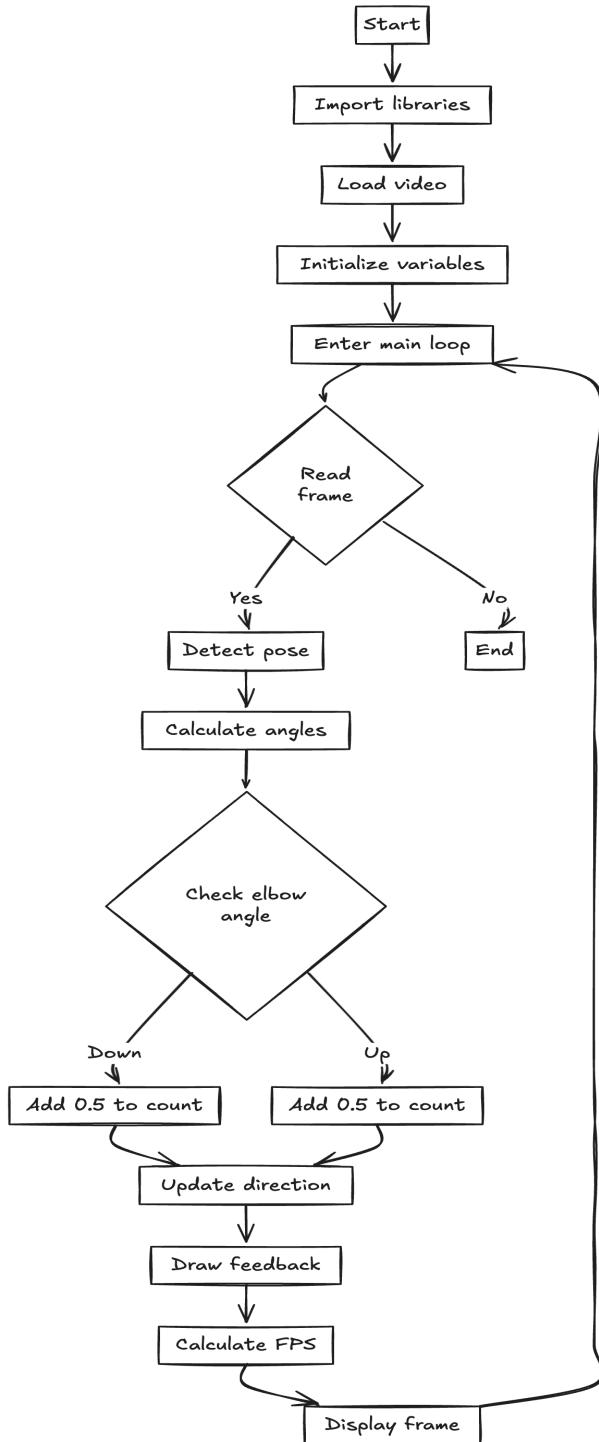 Start
Import libraries
Load video
Initialize variables
Enter main loop
Read
frame
Yes
No
Detect pose
End
Calculate angles
Check elbow
angle
Down
Up
Add 0.5 to count
Add 0.5 to count
Update direction
Draw feedback
Calculate FPS
Display frame